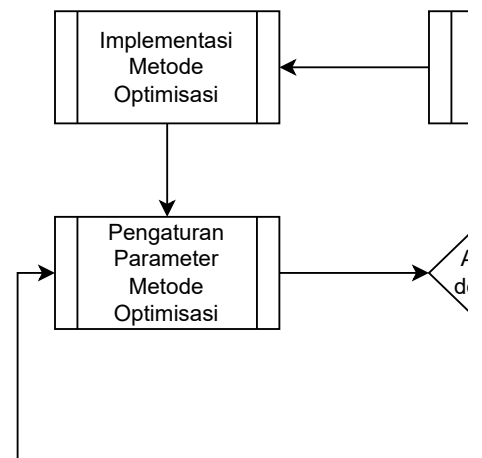 Implementasi
Metode
Optimisasi
Pengaturan
Parameter
Metode
Optimisasi